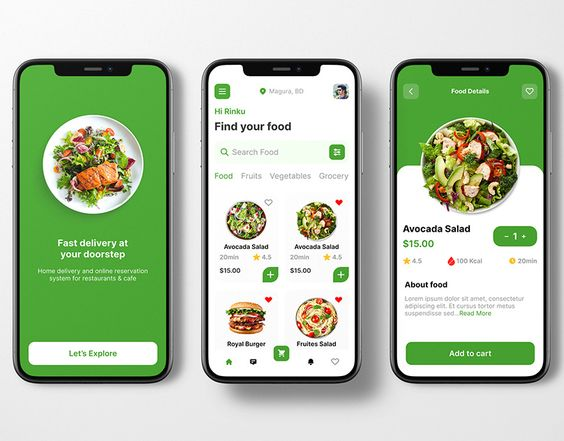 Fast delivery at
your doorstep
Home delivery and online reservation
system for restaurants & cafe
Let's Explore
Magura, BD
Hi Rinku
Find your food
Search Food
Food Fruits Vegetables Grocery
Avocada Salad
20min 4.5
$15.00
Avocada Salad
20min 4.5
$15.00
Royal Burger
Fruites Salad
Food Details
Avocada Salad
$15.00
− 1 +
4.5 100 Kcal 20min
About food
Lorem ipsum dolor sit amet, consectetur
adipiscing elit. Et cursus tortor metus
suspendisse sed...Read More
Add to cart